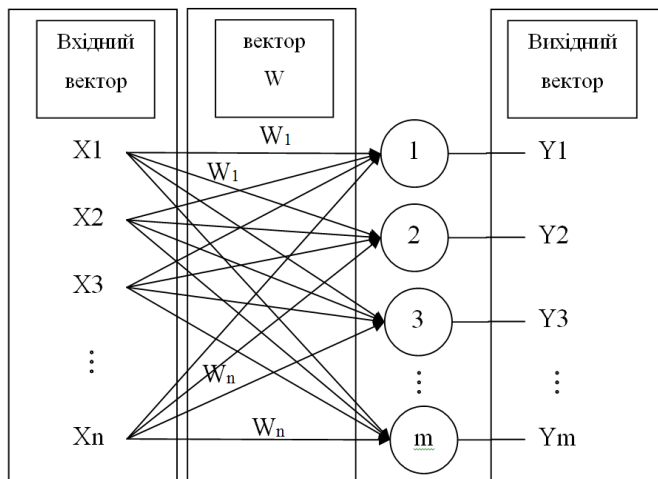 Вхідний
вектор
вектор
W
Вихідний
вектор
X1
W1
1
Y1
W1
X2
2
Y2
X3
3
Y3
⋮
⋮
⋮
Wn
Xn
Wn
m
Ym